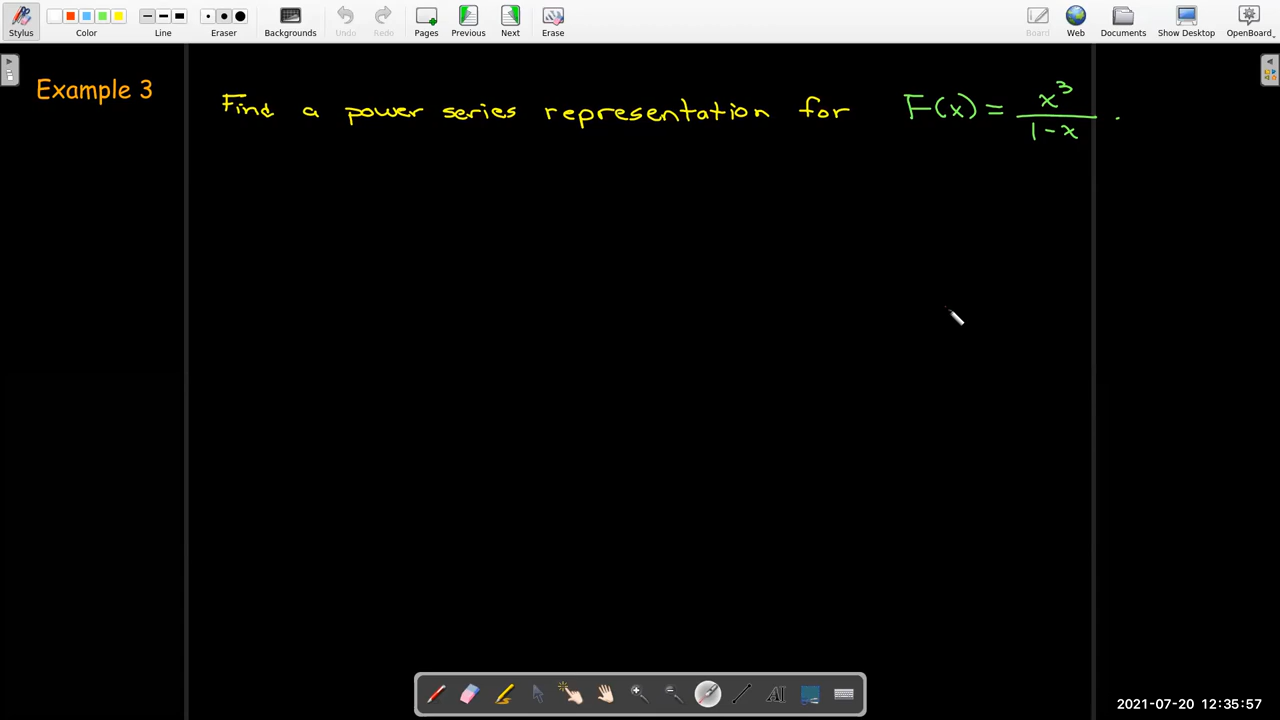 Stylus Color Line Eraser Backgrounds Undo Redo Pages Previous Next Erase Board Web Documents Show Desktop OpenBoard
Example 3
Find a power series representation for F(x) = x³/(1-x).
AI
2021-07-20 12:35:57